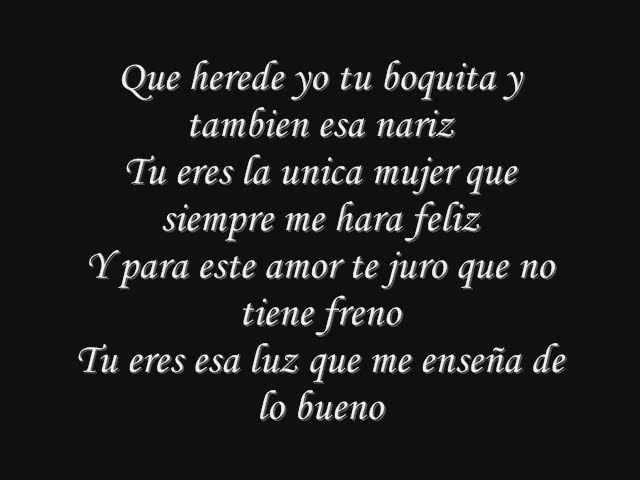 Que herede yo tu boquita y
tambien esa nariz
Tu eres la unica mujer que
siempre me hara feliz
Y para este amor te juro que no
tiene freno
Tu eres esa luz que me enseña de
lo bueno